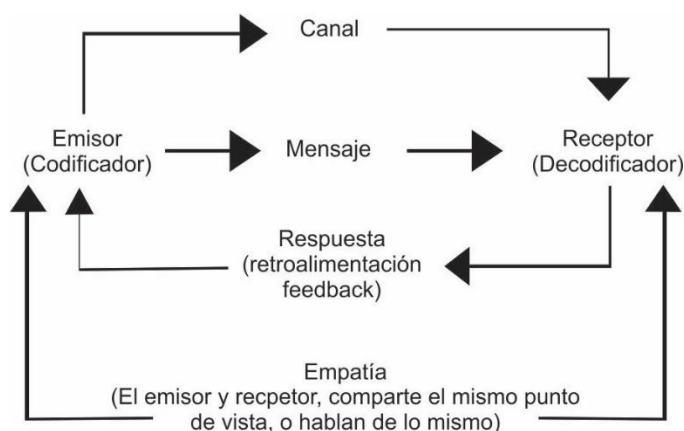 Canal
Emisor
(Codificador)
Mensaje
Receptor
(Decodificador)
Respuesta
(retroalimentación
feedback)
Empatía
(El emisor y recpetor, comparte el mismo punto
de vista, o hablan de lo mismo)